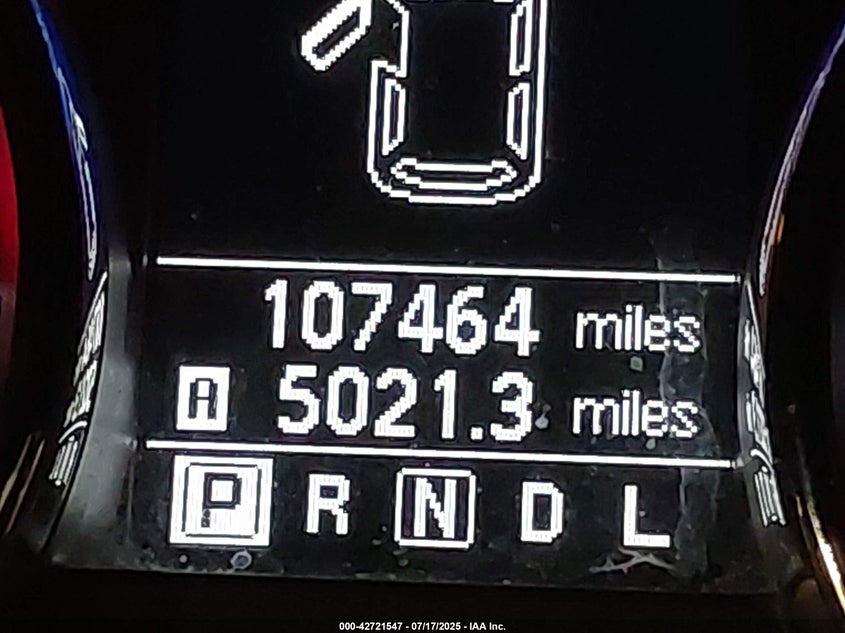 107464 miles
A 5021.3 miles
P R N D L
000-42721547 - 07/17/2025 - IAA Inc.